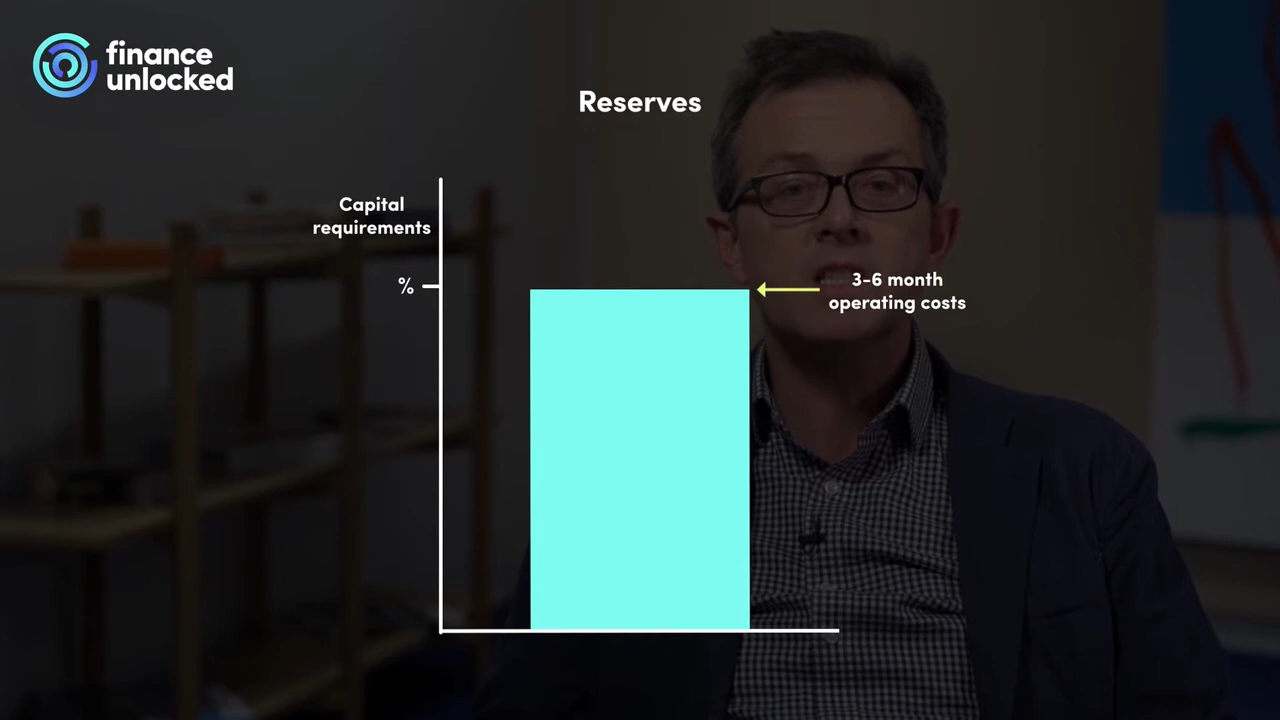 finance
unlocked
Reserves
Capital
requirements
%
3-6 month
operating costs